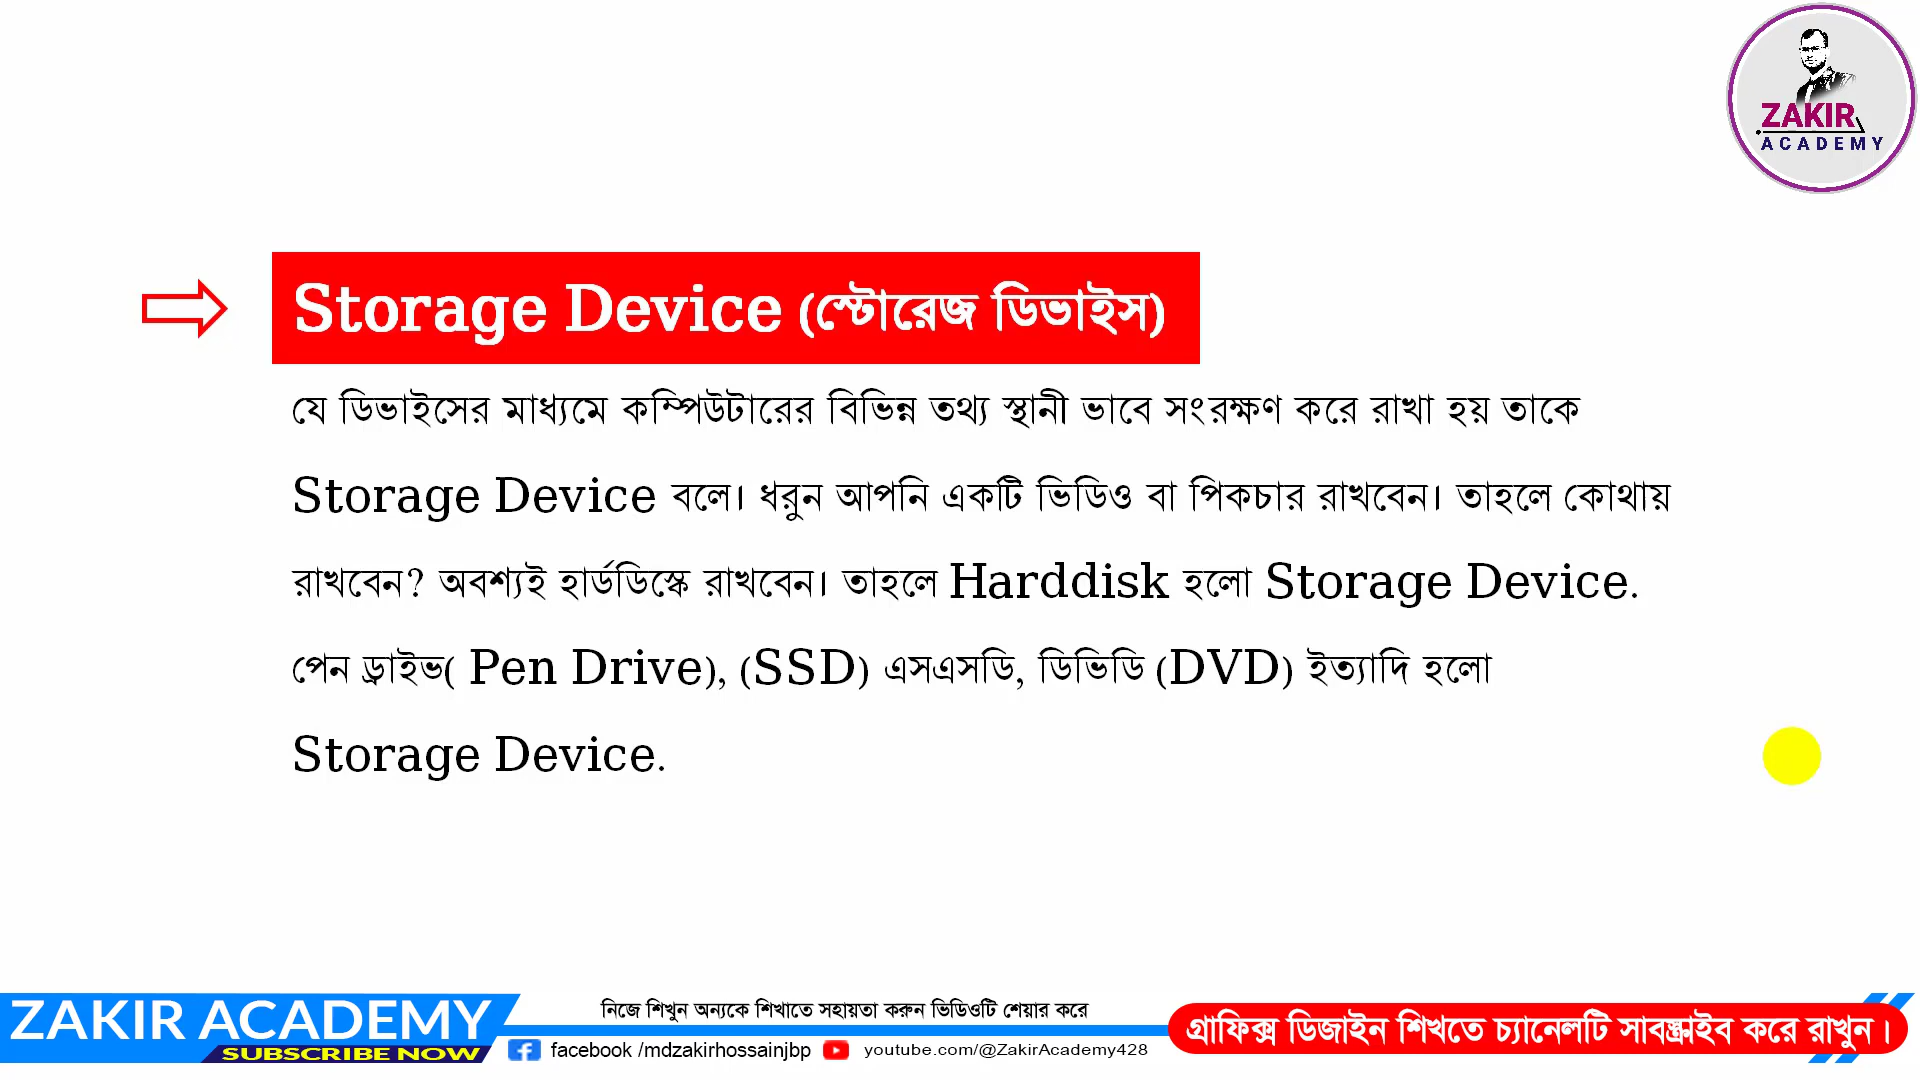 ZAKIR
ACADEMY
Storage Device (স্টোরেজ ডিভাইস)
যে ডিভাইসের মাধ্যমে কম্পিউটারের বিভিন্ন তথ্য স্থানী ভাবে সংরক্ষণ করে রাখা হয় তাকে
Storage Device বলে। ধরুন আপনি একটি ভিডিও বা পিকচার রাখবেন। তাহলে কোথায়
রাখবেন? অবশ্যই হার্ডডিস্কে রাখবেন। তাহলে Harddisk হলো Storage Device.
পেন ড্রাইভ( Pen Drive), (SSD) এসএসডি, ডিভিডি (DVD) ইত্যাদি হলো
Storage Device.
ZAKIR ACADEMY
SUBSCRIBE NOW
নিজে শিখুন অন্যকে শিখাতে সহায়তা করুন ভিডিওটি শেয়ার করে
facebook /mdzakirhossainjbp
youtube.com/@ZakirAcademy428
গ্রাফিক্স ডিজাইন শিখতে চ্যানেলটি সাবস্ক্রাইব করে রাখুন।